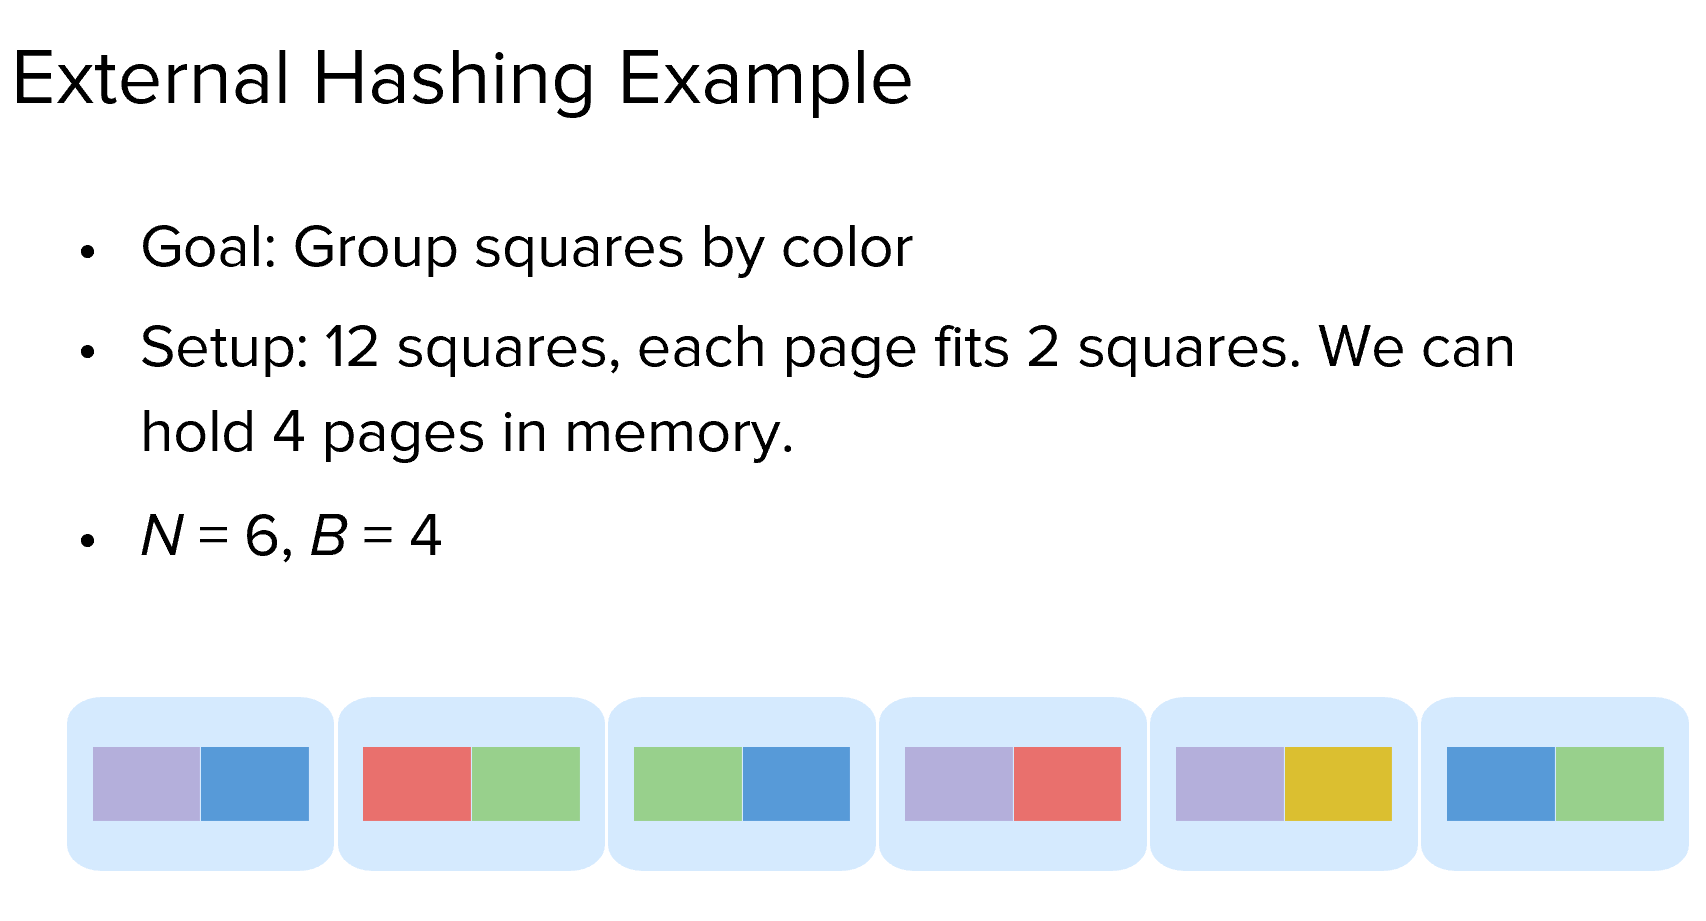 External Hashing Example
• Goal: Group squares by color
• Setup: 12 squares, each page fits 2 squares. We can
hold 4 pages in memory.
• N = 6, B = 4